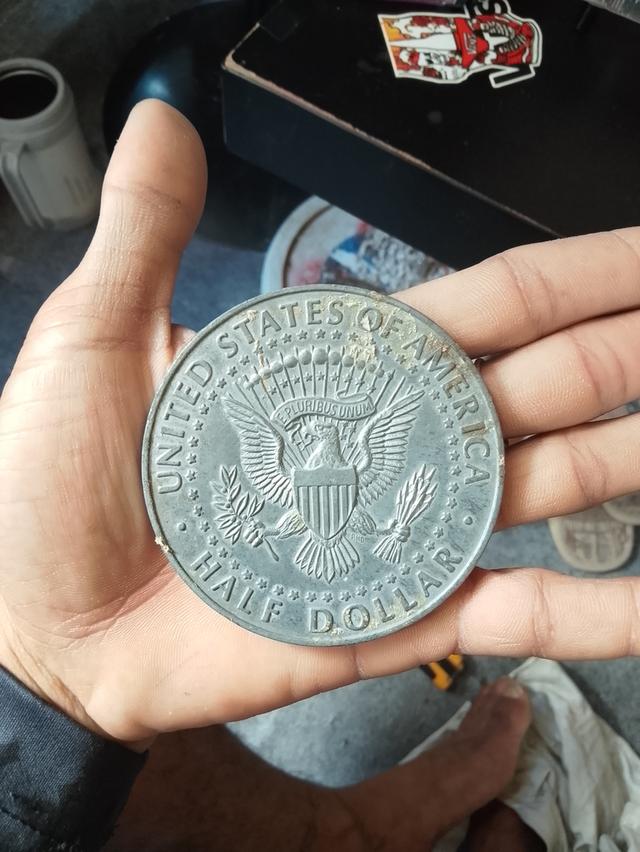 UNITED STATES OF AMERICA
E PLURIBUS UNUM
HALF DOLLAR